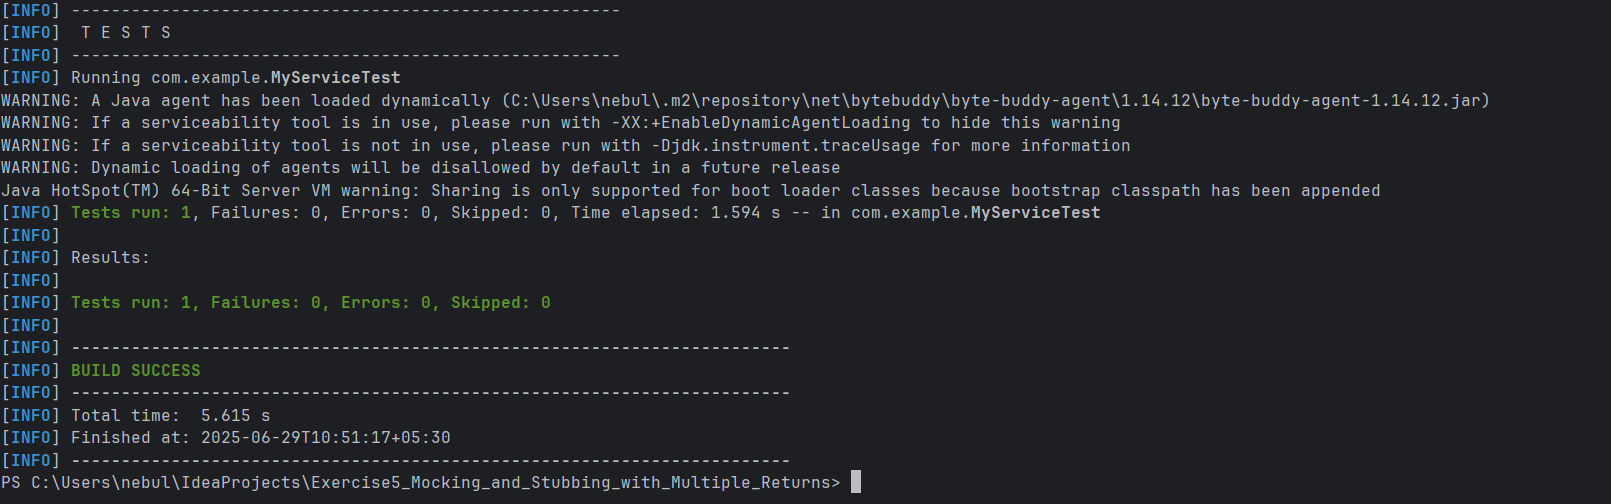 [INFO] -------------------------------------------------------
[INFO]  T E S T S
[INFO] -------------------------------------------------------
[INFO] Running com.example.MyServiceTest
WARNING: A Java agent has been loaded dynamically (C:\Users\nebul\.m2\repository\net\bytebuddy\byte-buddy-agent\1.14.12\byte-buddy-agent-1.14.12.jar)
WARNING: If a serviceability tool is in use, please run with -XX:+EnableDynamicAgentLoading to hide this warning
WARNING: If a serviceability tool is not in use, please run with -Djdk.instrument.traceUsage for more information
WARNING: Dynamic loading of agents will be disallowed by default in a future release
Java HotSpot(TM) 64-Bit Server VM warning: Sharing is only supported for boot loader classes because bootstrap classpath has been appended
[INFO] Tests run: 1, Failures: 0, Errors: 0, Skipped: 0, Time elapsed: 1.594 s -- in com.example.MyServiceTest
[INFO]
[INFO] Results:
[INFO]
[INFO] Tests run: 1, Failures: 0, Errors: 0, Skipped: 0
[INFO]
[INFO] ------------------------------------------------------------------------
[INFO] BUILD SUCCESS
[INFO] ------------------------------------------------------------------------
[INFO] Total time:  5.615 s
[INFO] Finished at: 2025-06-29T10:51:17+05:30
[INFO] ------------------------------------------------------------------------
PS C:\Users\nebul\IdeaProjects\Exercise5_Mocking_and_Stubbing_with_Multiple_Returns>